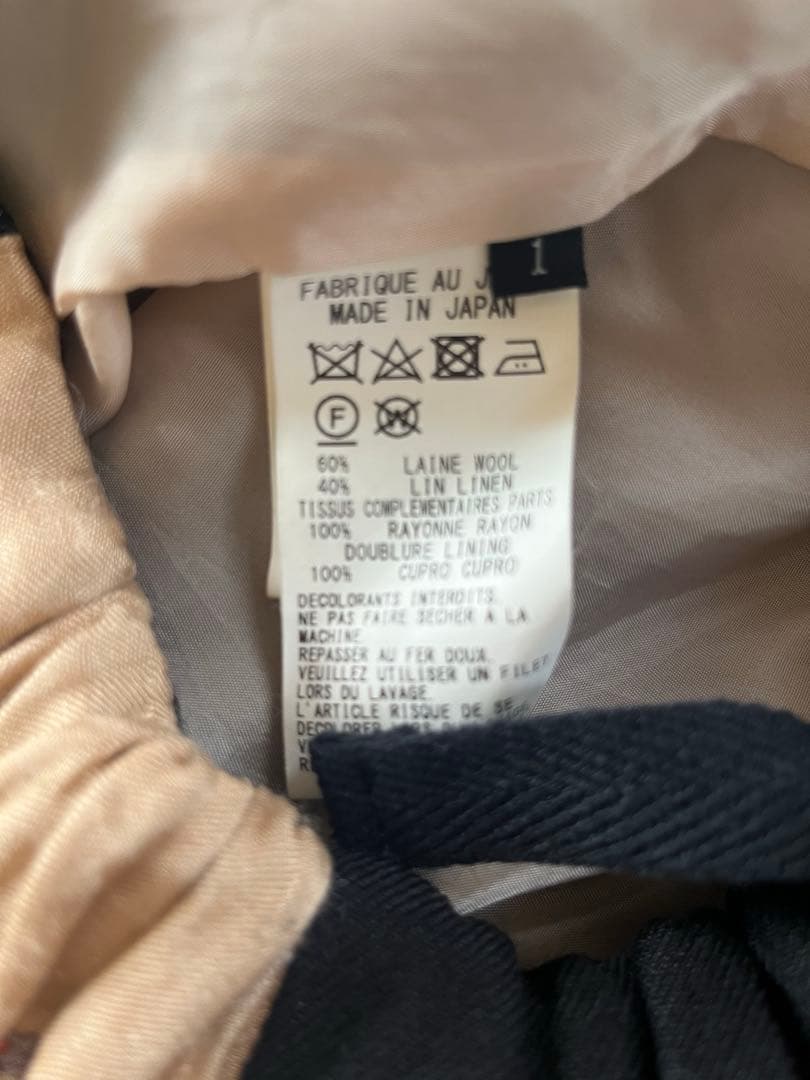 1
FABRIQUE AU J
MADE IN JAPAN
F
W
60% LAINE WOOL
40% LIN LINEN
TISSUS COMPLEMENTAIRES PARTS
100% RAYONNE RAYON
DOUBLURE LINING
100% CUPRO CUPRO
DECOLORANTS INTERDITS.
NE PAS FAIRE SECHER A LA
MACHINE
REPASSER AU FER DOUX.
VEUILLEZ UTILISER UN FILET
LORS DU LAVAGE.
L'ARTICLE RISQUE DE SE